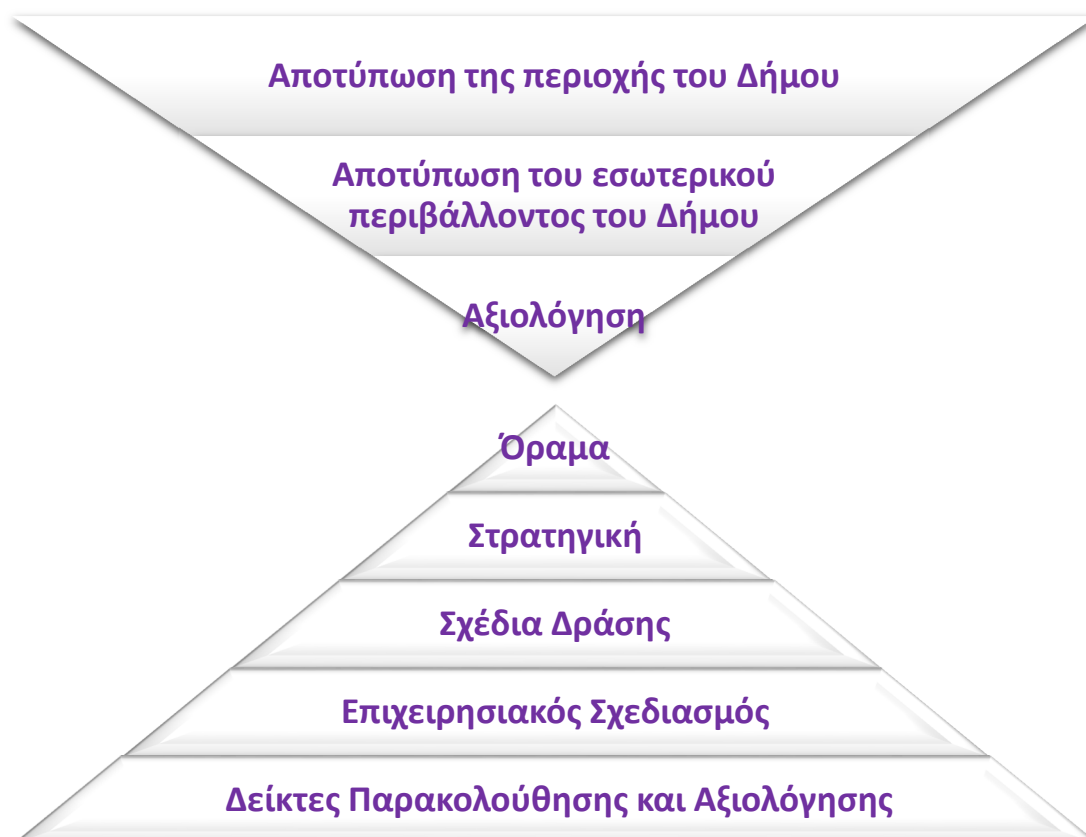 Αποτύπωση της περιοχής του Δήμου
Αποτύπωση του εσωτερικού
περιβάλλοντος του Δήμου
Αξιολόγηση
Όραμα
Στρατηγική
Σχέδια Δράσης
Επιχειρησιακός Σχεδιασμός
Δείκτες Παρακολούθησης και Αξιολόγησης